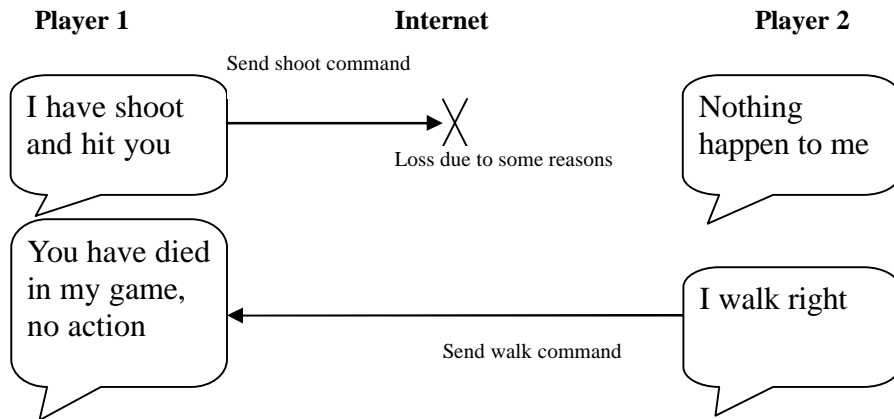 Player 1
Internet
Player 2
Send shoot command
I have shoot
and hit you
Nothing
happen to me
Loss due to some reasons
You have died
in my game,
no action
I walk right
Send walk command